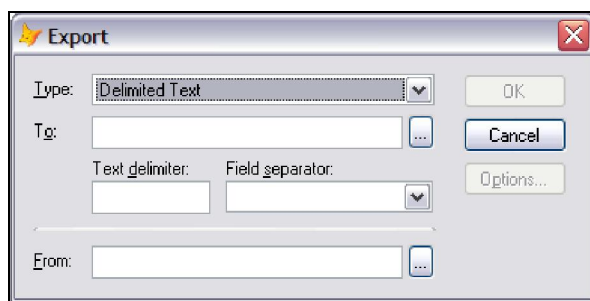 Export
Type: Delimited Text OK
To: ... Cancel
Text delimiter: Field separator: Options...
From: ...